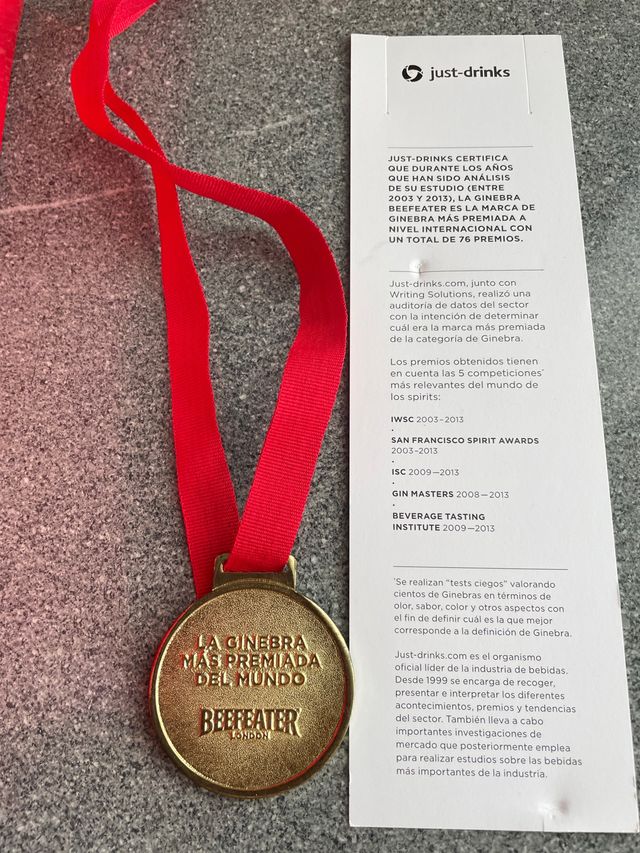 just-drinks
JUST-DRINKS CERTIFICA
QUE DURANTE LOS AÑOS
QUE HAN SIDO ANÁLISIS
DE SU ESTUDIO (ENTRE
2003 Y 2013), LA GINEBRA
BEEFEATER ES LA MARCA DE
GINEBRA MÁS PREMIADA A
NIVEL INTERNACIONAL CON
UN TOTAL DE 76 PREMIOS.
Just-drinks.com, junto con
Writing Solutions, realizó una
auditoría de datos del sector
con la intención de determinar
cuál era la marca más premiada
de la categoría de Ginebra.
Los premios obtenidos tienen
en cuenta las 5 competiciones*
más relevantes del mundo de
los spirits:
IWSC 2003-2013
·
SAN FRANCISCO SPIRIT AWARDS
2003-2013
·
ISC 2009—2013
·
GIN MASTERS 2008—2013
·
BEVERAGE TASTING
INSTITUTE 2009-2013
*Se realizan "tests ciegos" valorando
cientos de Ginebras en términos de
olor, sabor, color y otros aspectos con
el fin de definir cuál es la que mejor
corresponde a la definición de Ginebra.
Just-drinks.com es el organismo
oficial líder de la industria de bebidas.
Desde 1999 se encarga de recoger,
presentar e interpretar los diferentes
acontecimientos, premios y tendencias
del sector. También lleva a cabo
importantes investigaciones de
mercado que posteriormente emplea
para realizar estudios sobre las bebidas
más importantes de la industria.
LA GINEBRA
MÁS PREMIADA
DEL MUNDO
BEEFEATER
LONDON